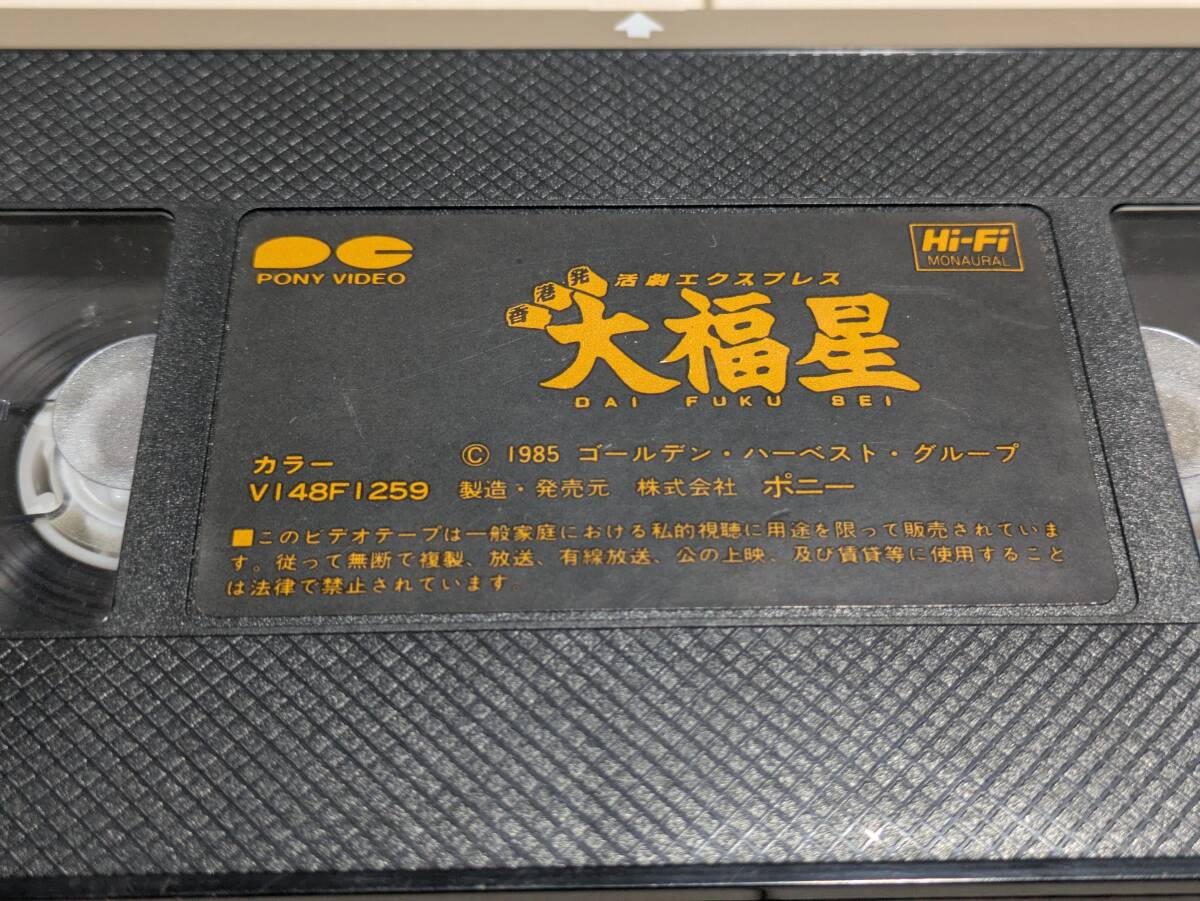 PONY VIDEO
Hi-Fi
MONAURAL
香港発 活劇エクスプレス
大福星
DAI FUKU SEI
カラー © 1985 ゴールデン・ハーベスト・グループ
V148F1259 製造・発売元 株式会社 ポニー
■このビデオテープは一般家庭における私的視聴に用途を限って販売されていま
す。従って無断で複製、放送、有線放送、公の上映、及び賃貸等に使用すること
は法律で禁止されています。